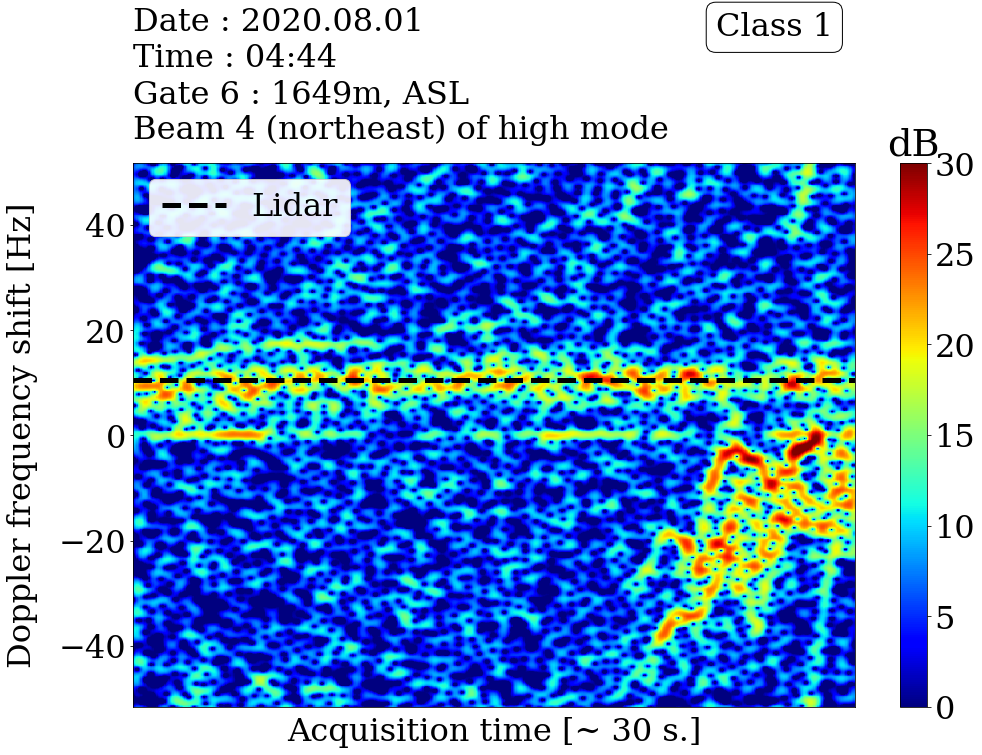 Date : 2020.08.01
Time : 04:44
Gate 6 : 1649m, ASL
Beam 4 (northeast) of high mode
Class 1
dB
Lidar
Doppler frequency shift [Hz]
40
20
0
−20
−40
30
25
20
15
10
5
0
Acquisition time [~ 30 s.]